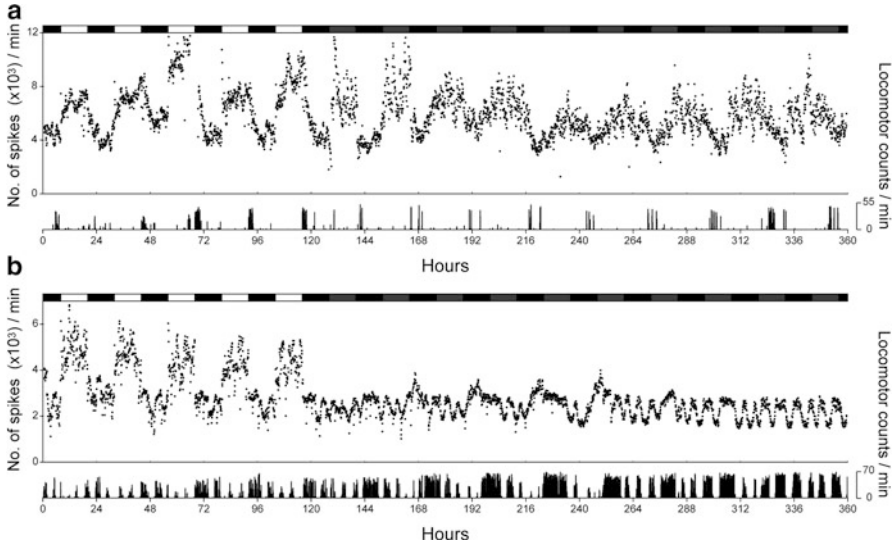 a
No. of spikes (x10³) / min
12
8
4
0
Locomotor counts / min
55
0
0 24 48 72 96 120 144 168 192 216 240 264 288 312 336 360
Hours
b
No. of spikes (x10³) / min
6
4
2
0
Locomotor counts / min
70
0
0 24 48 72 96 120 144 168 192 216 240 264 288 312 336 360
Hours